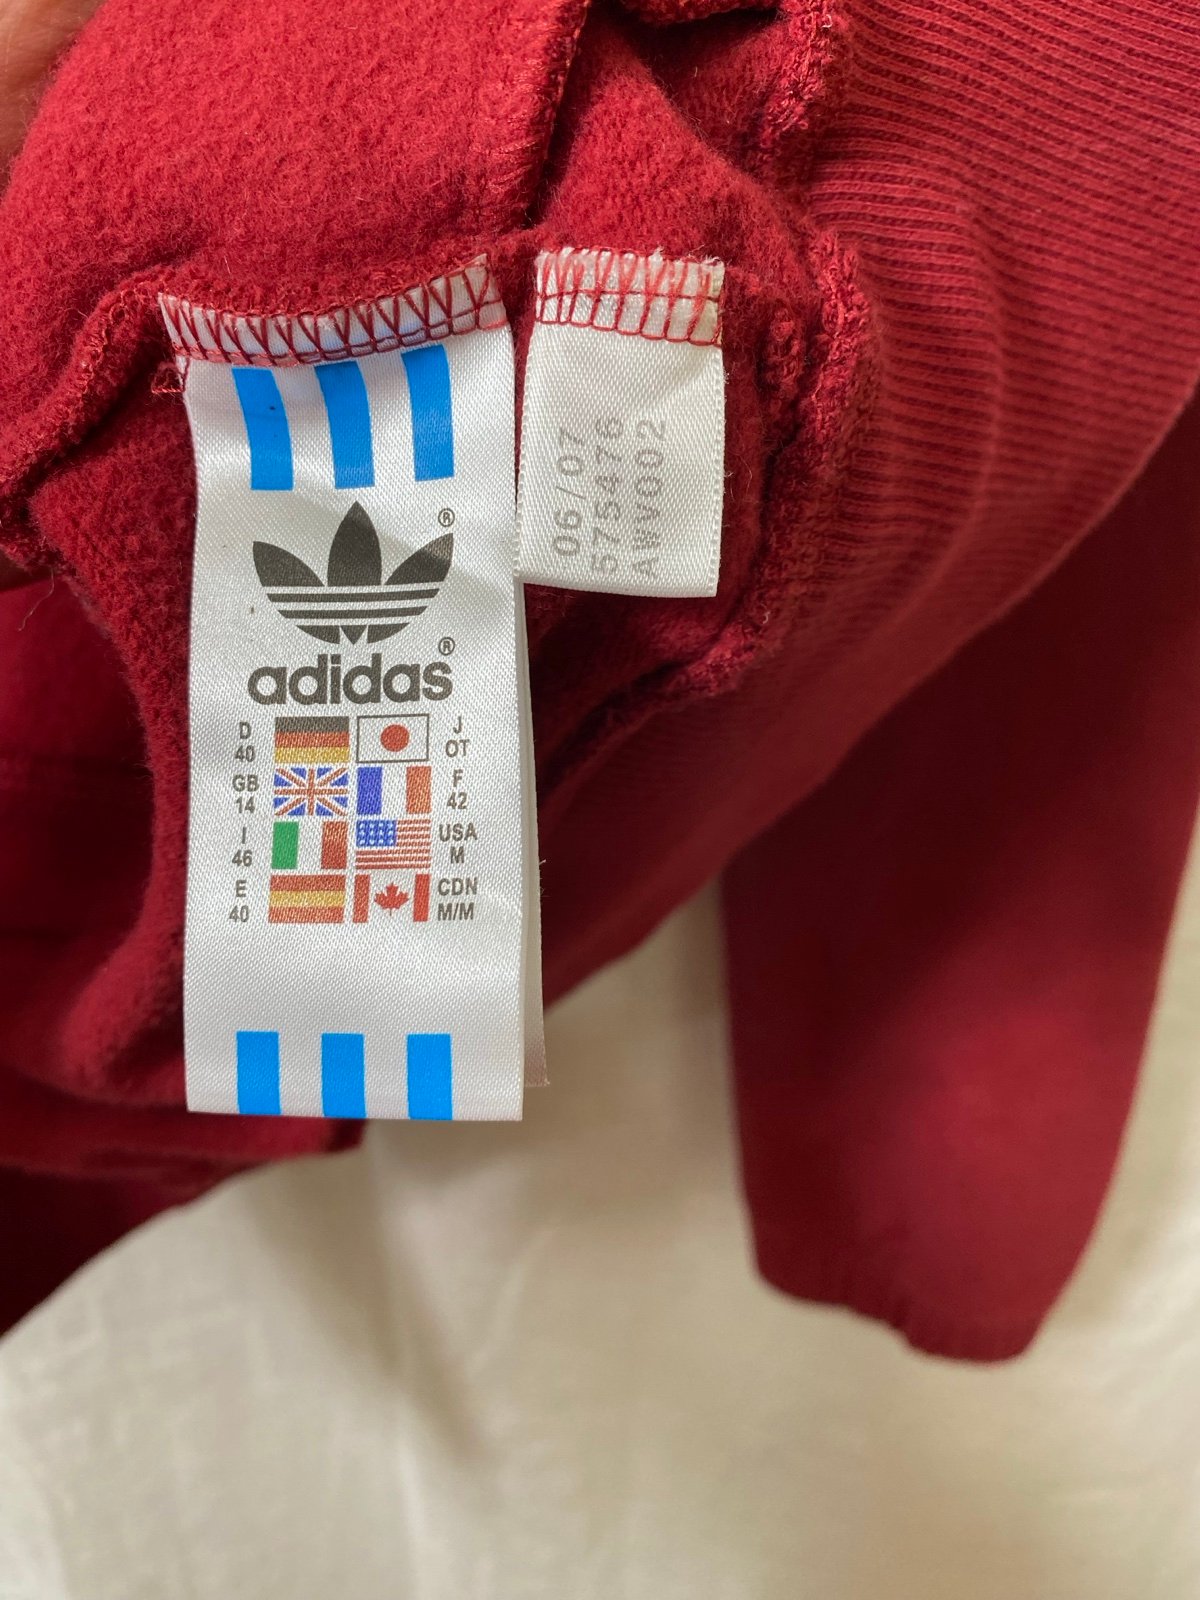 ®
®
adidas
D 40
J OT
GB 14
F 42
I 46
USA M
E 40
CDN M/M
06/07
575476
AWV002